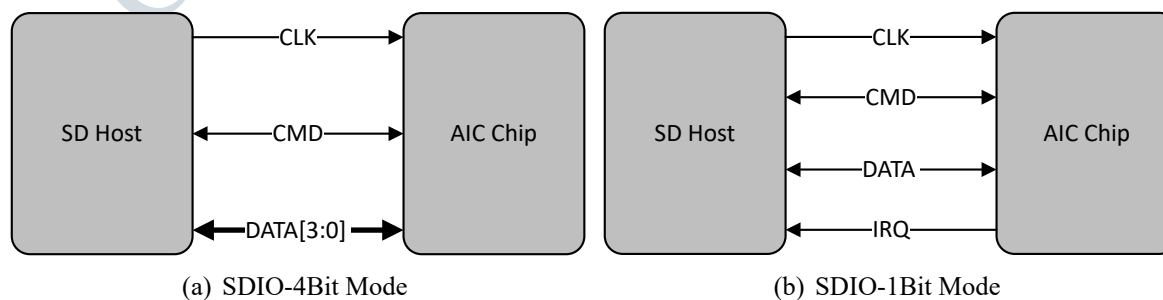 CLK
CLK
SD Host
CMD
AIC Chip
SD Host
CMD
DATA
AIC Chip
DATA[3:0]
IRQ
(a) SDIO-4Bit Mode
(b) SDIO-1Bit Mode